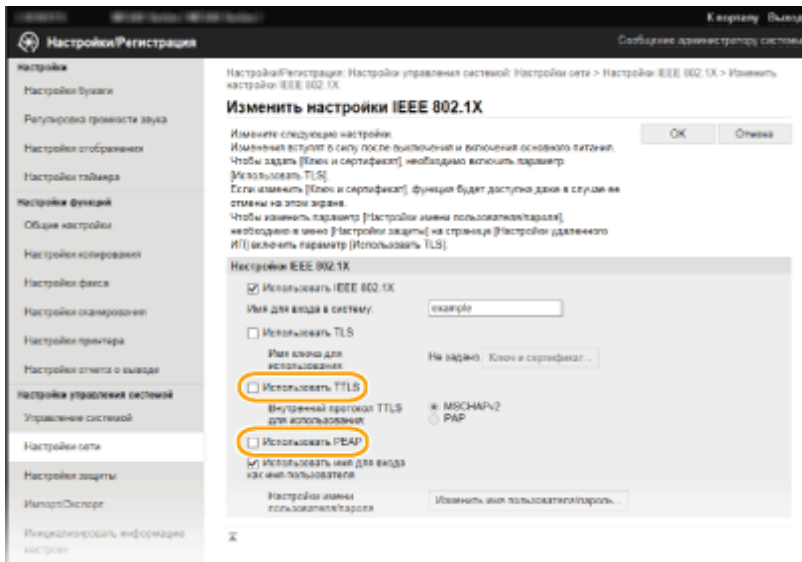 К порталу Выход
Настройки/Регистрация
Сообщение администратору системы
Настройки
Настройки бумаги
Регулировка громкости звука
Настройки отображения
Настройки таймера
Настройки функций
Общие настройки
Настройки копирования
Настройки факса
Настройки сканирования
Настройки принтера
Настройки отчета о выводе
Настройки управления системой
Управление системой
Настройки сети
Настройки защиты
Импорт/Экспорт
Инициализировать информацию
настроек
Настройки/Регистрация: Настройки управления системой: Настройки сети > Настройки IEEE 802.1X > Изменить
настройки IEEE 802.1X
Изменить настройки IEEE 802.1X
Измените следующие настройки.
Изменения вступят в силу после выключения и включения основного питания.
Чтобы задать [Ключ и сертификат], необходимо включить параметр
[Использовать TLS].
Если изменить [Ключ и сертификат], функция будет доступна даже в случае ее
отмены на этом экране.
Чтобы изменить параметр [Настройки имени пользователя/пароля],
необходимо в меню [Настройки защиты] на странице [Настройки удаленного
ИП] включить параметр [Использовать TLS].
OK Отмена
Настройки IEEE 802.1X
Использовать IEEE 802.1X
Имя для входа в систему: example
Использовать TLS
Имя ключа для
использования:
Не задано. Ключ и сертификат...
Использовать TTLS
Внутренний протокол TTLS
для использования:
MSCHAPv2
PAP
Использовать PEAP
Использовать имя для входа
как имя пользователя
Настройки имени
пользователя/пароля
Изменить имя пользователя/пароль...